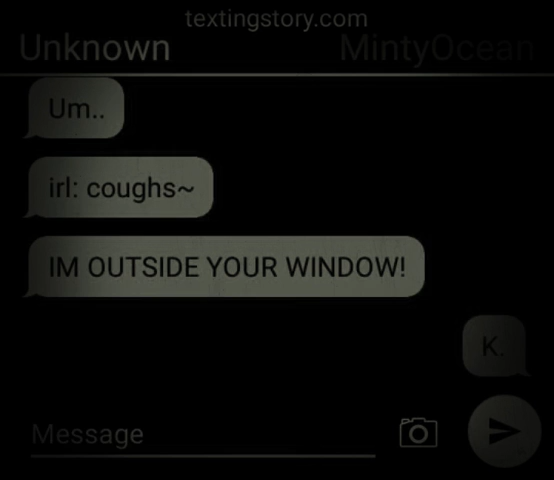 textingstory.com
Unknown MintyOcean
Um..
irl: coughs~
IM OUTSIDE YOUR WINDOW!
K.
Message